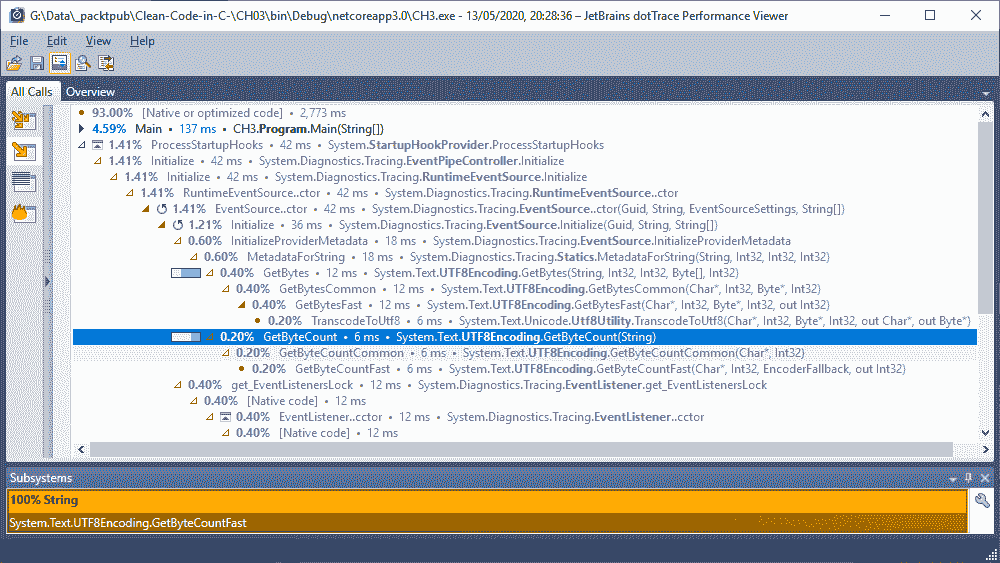 G:\Data\_packtpub\Clean-Code-in-C-\CH03\bin\Debug\netcoreapp3.0\CH3.exe - 13/05/2020, 20:28:36 – JetBrains dotTrace Performance Viewer
File Edit View Help
All Calls Overview
93.00% [Native or optimized code] • 2,773 ms
4.59% Main • 137 ms • CH3.Program.Main(String[])
1.41% ProcessStartupHooks • 42 ms • System.StartupHookProvider.ProcessStartupHooks
1.41% Initialize • 42 ms • System.Diagnostics.Tracing.EventPipeController.Initialize
1.41% Initialize • 42 ms • System.Diagnostics.Tracing.RuntimeEventSource.Initialize
1.41% RuntimeEventSource..ctor • 42 ms • System.Diagnostics.Tracing.RuntimeEventSource..ctor
1.41% EventSource..ctor • 42 ms • System.Diagnostics.Tracing.EventSource..ctor(Guid, String, EventSourceSettings, String[])
1.21% Initialize • 36 ms • System.Diagnostics.Tracing.EventSource.Initialize(Guid, String, String[])
0.60% InitializeProviderMetadata • 18 ms • System.Diagnostics.Tracing.EventSource.InitializeProviderMetadata
0.60% MetadataForString • 18 ms • System.Diagnostics.Tracing.Statics.MetadataForString(String, Int32, Int32, Int32)
0.40% GetBytes • 12 ms • System.Text.UTF8Encoding.GetBytes(String, Int32, Int32, Byte[], Int32)
0.40% GetBytesCommon • 12 ms • System.Text.UTF8Encoding.GetBytesCommon(Char*, Int32, Byte*, Int32)
0.40% GetBytesFast • 12 ms • System.Text.UTF8Encoding.GetBytesFast(Char*, Int32, Byte*, Int32, out Int32)
0.20% TranscodeToUtf8 • 6 ms • System.Text.Unicode.Utf8Utility.TranscodeToUtf8(Char*, Int32, Byte*, Int32, out Char*, out Byte*)
0.20% GetByteCount • 6 ms • System.Text.UTF8Encoding.GetByteCount(String)
0.20% GetByteCountCommon • 6 ms • System.Text.UTF8Encoding.GetByteCountCommon(Char*, Int32)
0.20% GetByteCountFast • 6 ms • System.Text.UTF8Encoding.GetByteCountFast(Char*, Int32, EncoderFallback, out Int32)
0.40% get_EventListenersLock • 12 ms • System.Diagnostics.Tracing.EventListener.get_EventListenersLock
0.40% [Native code] • 12 ms
0.40% EventListener..cctor • 12 ms • System.Diagnostics.Tracing.EventListener..cctor
0.40% [Native code] • 12 ms
Subsystems
100% String
System.Text.UTF8Encoding.GetByteCountFast